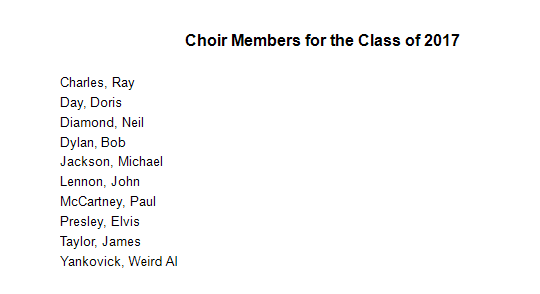 Choir Members for the Class of 2017
Charles, Ray
Day, Doris
Diamond, Neil
Dylan, Bob
Jackson, Michael
Lennon, John
McCartney, Paul
Presley, Elvis
Taylor, James
Yankovick, Weird Al